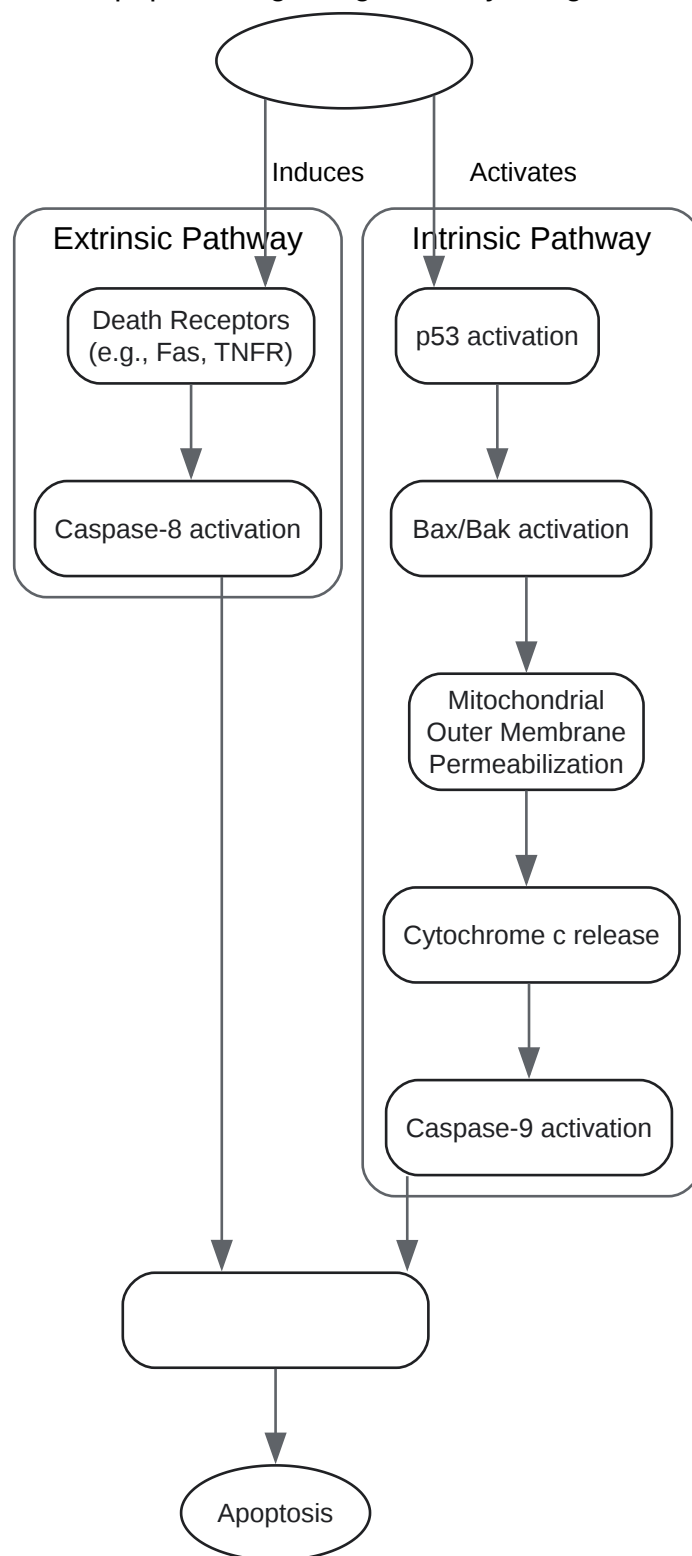 Induces
Activates
Extrinsic Pathway
Intrinsic Pathway
Death Receptors
(e.g., Fas, TNFR)
p53 activation
Caspase-8 activation
Bax/Bak activation
Mitochondrial
Outer Membrane
Permeabilization
Cytochrome c release
Caspase-9 activation
Apoptosis